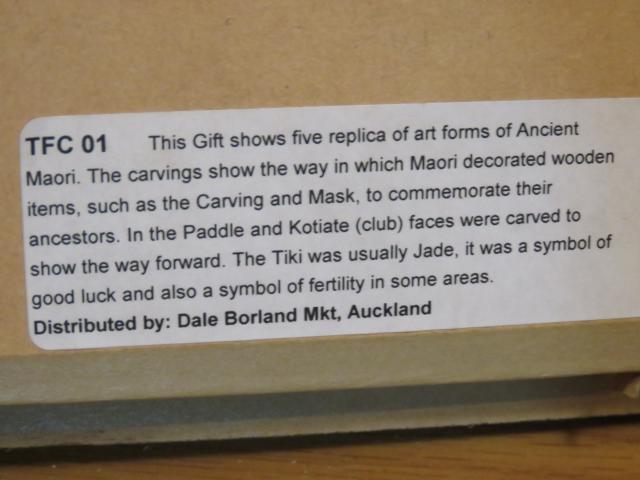 TFC 01 This Gift shows five replica of art forms of Ancient
Maori. The carvings show the way in which Maori decorated wooden
items, such as the Carving and Mask, to commemorate their
ancestors. In the Paddle and Kotiate (club) faces were carved to
show the way forward. The Tiki was usually Jade, it was a symbol of
good luck and also a symbol of fertility in some areas.
Distributed by: Dale Borland Mkt, Auckland